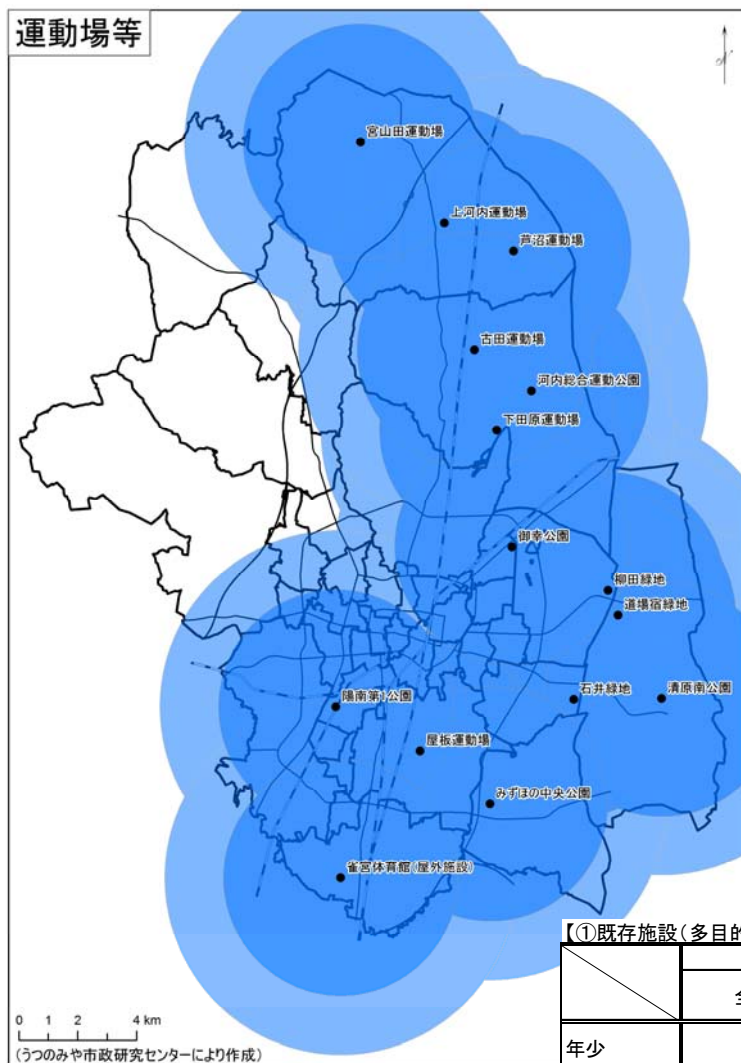 運動場等
N
宮山田運動場
上河内運動場
芦沼運動場
古田運動場
河内総合運動公園
下田原運動場
御幸公園
柳田緑地
道場宿緑地
陽南第1公園
石井緑地
清原南公園
屋板運動場
みずほの中央公園
雀宮体育館(屋外施設)
0 1 2 4 km
(うつのみや市政研究センターにより作成)
【①既存施設(多目的
年少